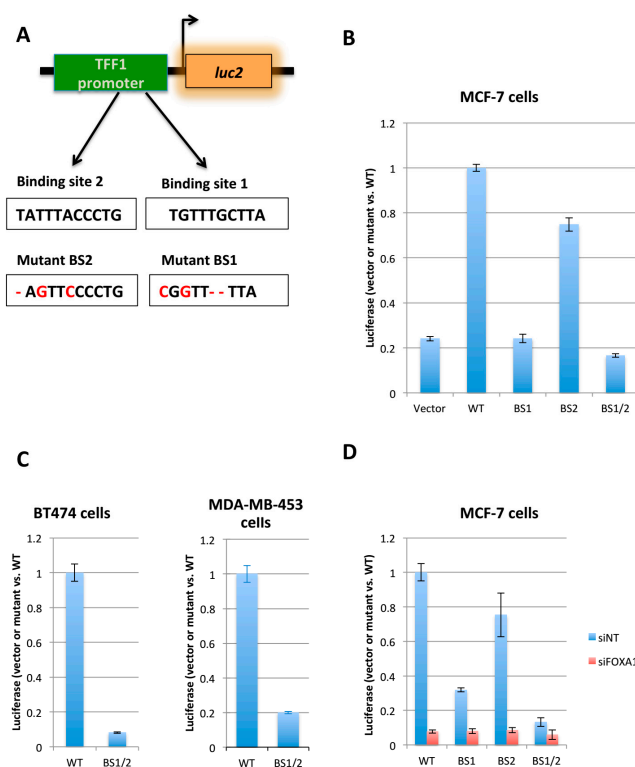 A
TFF1
promoter
luc2
Binding site 2
Binding site 1
TATTTACCCTG
TGTTTGCTTA
Mutant BS2
Mutant BS1
- AGTTCCCCTG
CGGTT- - TTA
B
MCF-7 cells
Luciferase (vector or mutant vs. WT)
1.2
1
0.8
0.6
0.4
0.2
0
Vector
WT
BS1
BS2
BS1/2
C
BT474 cells
Luciferase (vector or mutant vs. WT
1.2
1
0.8
0.6
0.4
0.2
0
WT
BS1/2
MDA-MB-453
cells
Luciferase (vector or mutant vs. WT)
1.2
1
0.8
0.6
0.4
0.2
0
WT
BS1/2
D
MCF-7 cells
Luciferase (vector or mutant vs. WT)
1.2
1
0.8
0.6
0.4
0.2
0
WT
BS1
BS2
BS1/2
siNT
siFOXA1